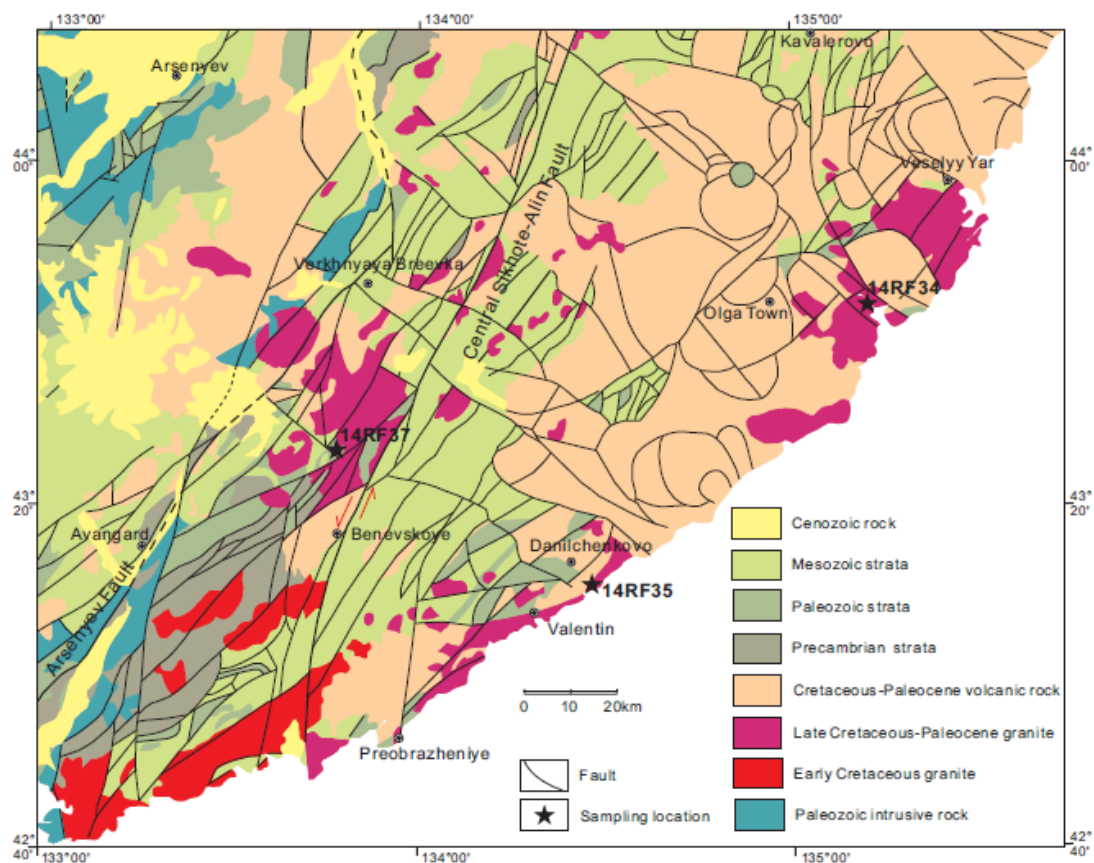 133°00′
134°00′
135°00′
Kavalerovo
Arsenyev
44°
00′
44°
00′
Veselyy Yar
Central Sikhote-Alin Fault
Verkhnyaya Breevka
14RF34
Olga Town
14RF37
43°
20′
43°
20′
Avangard
Benevskoye
Danilchenkovo
14RF35
Arsenyev Fault
Valentin
Preobrazheniye
0 10 20km
Fault
Sampling location
Cenozoic rock
Mesozoic strata
Paleozoic strata
Precambrian strata
Cretaceous-Paleocene volcanic rock
Late Cretaceous-Paleocene granite
Early Cretaceous granite
Paleozoic intrusive rock
42°
40′
42°
40′
133°00′
134°00′
135°00′